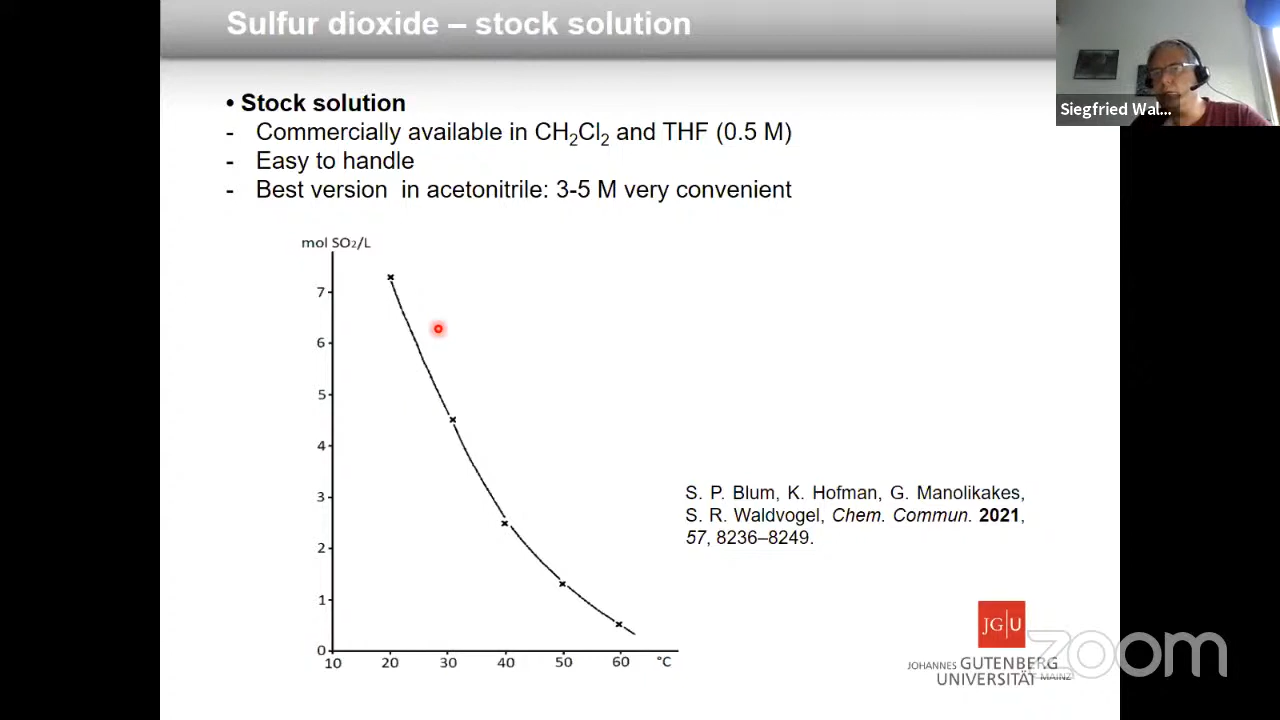 Sulfur dioxide – stock solution
Siegfried Wal...
• Stock solution
- Commercially available in CH₂Cl₂ and THF (0.5 M)
- Easy to handle
- Best version in acetonitrile: 3-5 M very convenient
mol SO₂/L
7
6
5
4
3
2
1
0
10 20 30 40 50 60 °C
S. P. Blum, K. Hofman, G. Manolikakes,
S. R. Waldvogel, Chem. Commun. 2021,
57, 8236–8249.
JG|U
JOHANNES GUTENBERG
UNIVERSITÄT MAINZ
zoom